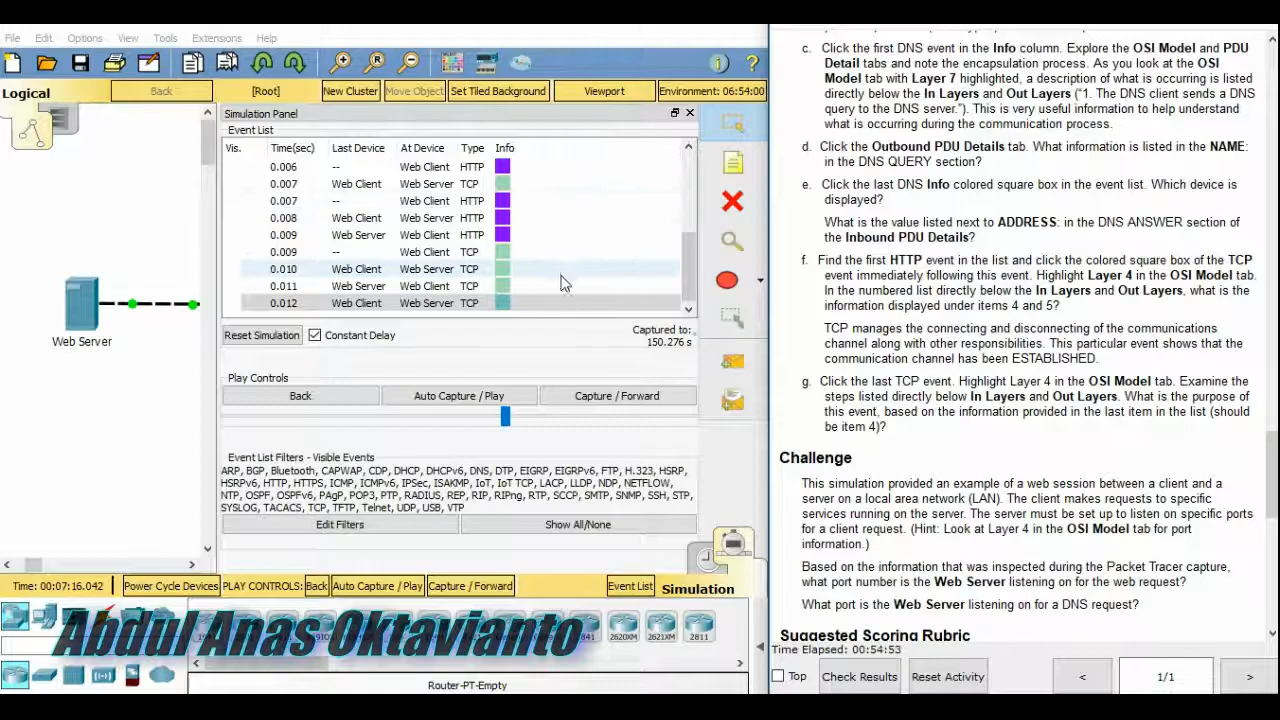 File Edit Options View Tools Extensions Help
Logical Back [Root] New Cluster Move Object Set Tiled Background Viewport Environment: 06:54:00
Simulation Panel
Event List
Vis. Time(sec) Last Device At Device Type Info
0.006 -- Web Client HTTP
0.007 Web Client Web Server TCP
0.007 -- Web Client HTTP
0.008 Web Client Web Server HTTP
0.009 Web Server Web Client HTTP
0.009 -- Web Client TCP
0.010 Web Client Web Server TCP
0.011 Web Server Web Client TCP
0.012 Web Client Web Server TCP
Web Server
Reset Simulation Constant Delay Captured to:
150.276 s
Play Controls
Back Auto Capture / Play Capture / Forward
Event List Filters - Visible Events
ARP, BGP, Bluetooth, CAPWAP, CDP, DHCP, DHCPv6, DNS, DTP, EIGRP, EIGRPv6, FTP, H.323, HSRP,
HSRPv6, HTTP, HTTPS, ICMP, ICMPv6, IPSec, ISAKMP, IoT, IoT TCP, LACP, LLDP, NDP, NETFLOW,
NTP, OSPF, OSPFv6, PAgP, POP3, PTP, RADIUS, REP, RIP, RIPng, RTP, SCCP, SMTP, SNMP, SSH, STP,
SYSLOG, TACACS, TCP, TFTP, Telnet, UDP, USB, VTP
Edit Filters Show All/None
Time: 00:07:16.042 Power Cycle Devices PLAY CONTROLS: Back Auto Capture / Play Capture / Forward Event List Simulation
2620XM 2621XM 2811
Abdul Anas Oktavianto
Router-PT-Empty
c. Click the first DNS event in the Info column. Explore the OSI Model and PDU
Detail tabs and note the encapsulation process. As you look at the OSI
Model tab with Layer 7 highlighted, a description of what is occurring is listed
directly below the In Layers and Out Layers ("1. The DNS client sends a DNS
query to the DNS server."). This is very useful information to help understand
what is occurring during the communication process.
d. Click the Outbound PDU Details tab. What information is listed in the NAME:
in the DNS QUERY section?
e. Click the last DNS Info colored square box in the event list. Which device is
displayed?
What is the value listed next to ADDRESS: in the DNS ANSWER section of
the Inbound PDU Details?
f. Find the first HTTP event in the list and click the colored square box of the TCP
event immediately following this event. Highlight Layer 4 in the OSI Model tab.
In the numbered list directly below the In Layers and Out Layers, what is the
information displayed under items 4 and 5?
TCP manages the connecting and disconnecting of the communications
channel along with other responsibilities. This particular event shows that the
communication channel has been ESTABLISHED.
g. Click the last TCP event. Highlight Layer 4 in the OSI Model tab. Examine the
steps listed directly below In Layers and Out Layers. What is the purpose of
this event, based on the information provided in the last item in the list (should
be item 4)?
Challenge
This simulation provided an example of a web session between a client and a
server on a local area network (LAN). The client makes requests to specific
services running on the server. The server must be set up to listen on specific ports
for a client request. (Hint: Look at Layer 4 in the OSI Model tab for port
information.)
Based on the information that was inspected during the Packet Tracer capture,
what port number is the Web Server listening on for the web request?
What port is the Web Server listening on for a DNS request?
Suggested Scoring Rubric
Time Elapsed: 00:54:53
Top Check Results Reset Activity < 1/1 >